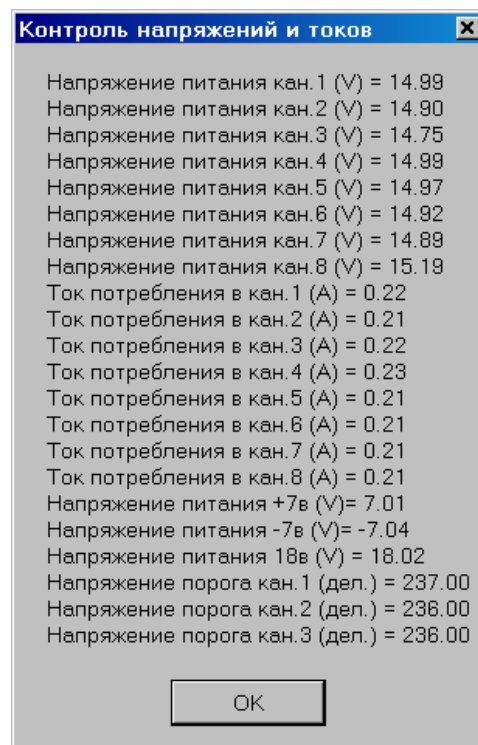 Контроль напряжений и токов
Напряжение питания кан.1 (V) = 14.99
Напряжение питания кан.2 (V) = 14.90
Напряжение питания кан.3 (V) = 14.75
Напряжение питания кан.4 (V) = 14.99
Напряжение питания кан.5 (V) = 14.97
Напряжение питания кан.6 (V) = 14.92
Напряжение питания кан.7 (V) = 14.89
Напряжение питания кан.8 (V) = 15.19
Ток потребления в кан.1 (А) = 0.22
Ток потребления в кан.2 (А) = 0.21
Ток потребления в кан.3 (А) = 0.22
Ток потребления в кан.4 (А) = 0.23
Ток потребления в кан.5 (А) = 0.21
Ток потребления в кан.6 (А) = 0.21
Ток потребления в кан.7 (А) = 0.21
Ток потребления в кан.8 (А) = 0.21
Напряжение питания +7в (V)= 7.01
Напряжение питания -7в (V)= -7.04
Напряжение питания 18в (V) = 18.02
Напряжение порога кан.1 (дел.) = 237.00
Напряжение порога кан.2 (дел.) = 236.00
Напряжение порога кан.3 (дел.) = 236.00
OK